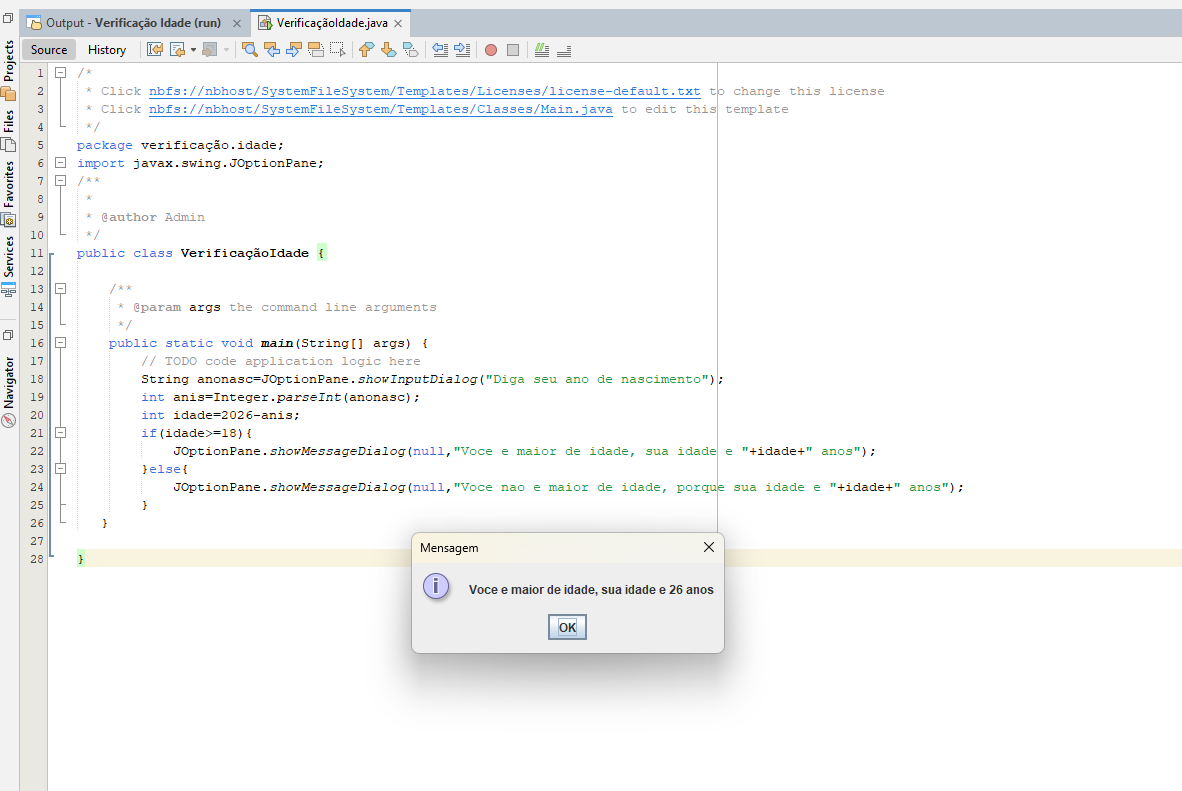 Output - Verificação Idade (run) ×
VerificaçãoIdade.java ×
Source History
Projects
Files
Favorites
Services
Navigator
1 /*
2 * Click nbfs://nbhost/SystemFileSystem/Templates/Licenses/license-default.txt to change this license
3 * Click nbfs://nbhost/SystemFileSystem/Templates/Classes/Main.java to edit this template
4 */
5 package verificação.idade;
6 import javax.swing.JOptionPane;
7 /**
8 *
9 * @author Admin
10 */
11 public class VerificaçãoIdade {
12
13 /**
14 * @param args the command line arguments
15 */
16 public static void main(String[] args) {
17 // TODO code application logic here
18 String anonasc=JOptionPane.showInputDialog("Diga seu ano de nascimento");
19 int anis=Integer.parseInt(anonasc);
20 int idade=2026-anis;
21 if(idade>=18){
22 JOptionPane.showMessageDialog(null,"Voce e maior de idade, sua idade e "+idade+" anos");
23 }else{
24 JOptionPane.showMessageDialog(null,"Voce nao e maior de idade, porque sua idade e "+idade+" anos");
25 }
26 }
27
28 }
Mensagem
Voce e maior de idade, sua idade e 26 anos
OK